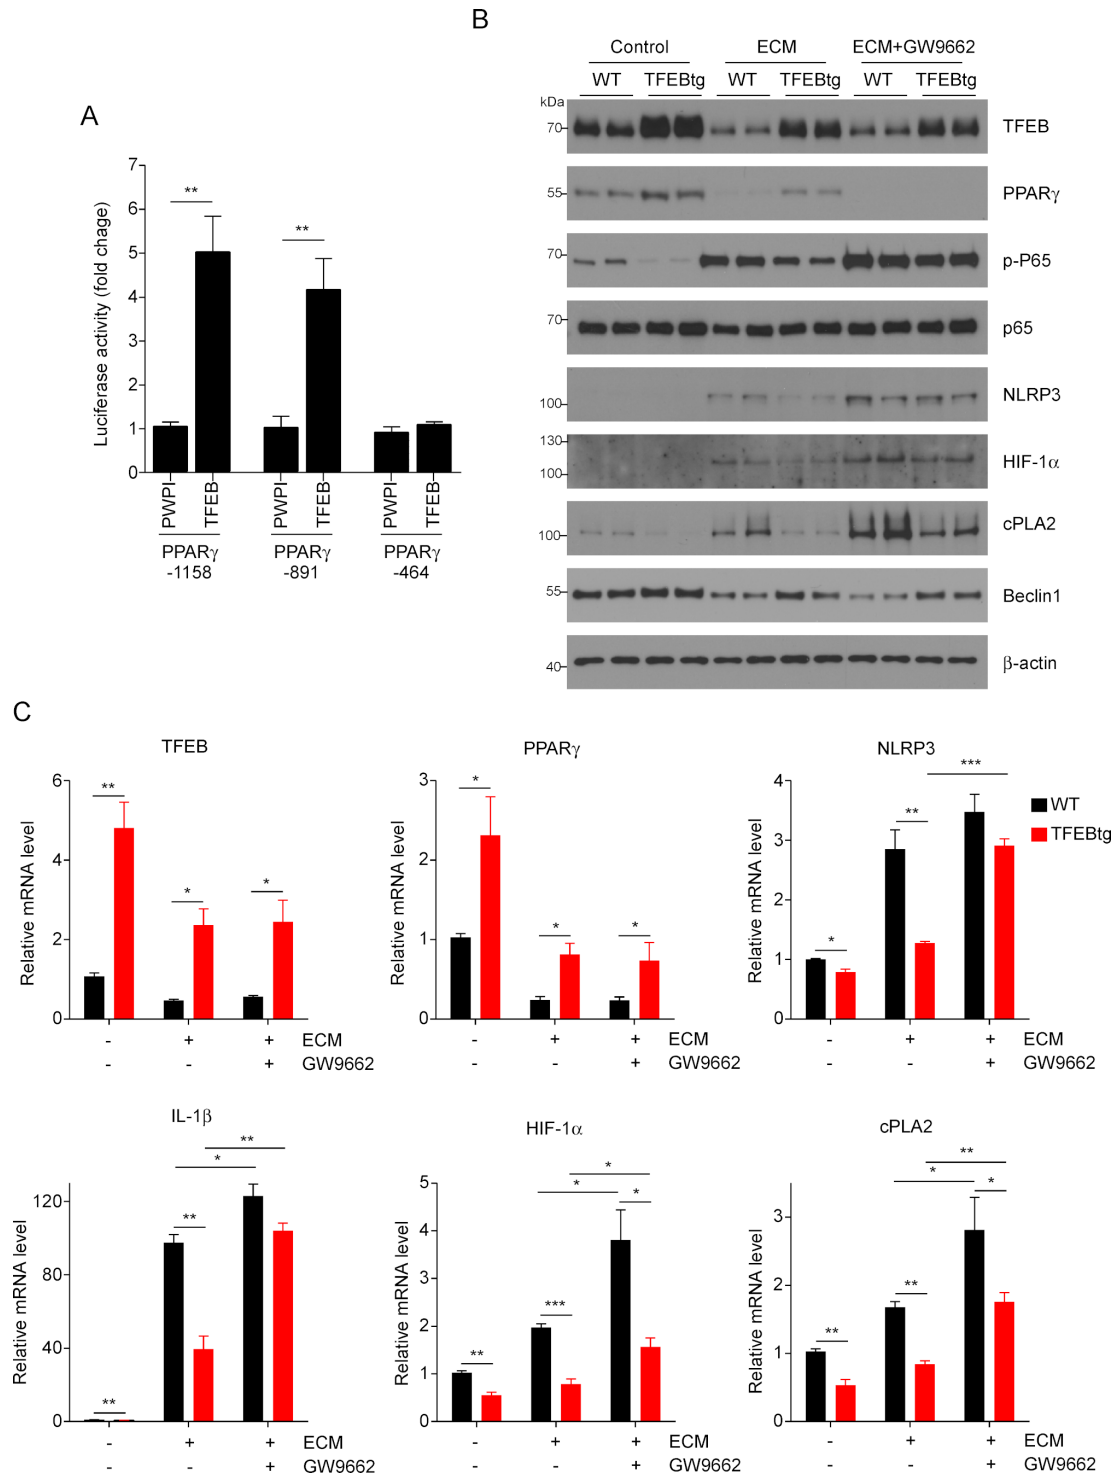 A
Luciferase activity (fold chage)
7
6
5
4
3
2
1
0
**
**
PWPI
TFEB
PWPI
TFEB
PWPI
TFEB
PPARγ
-1158
PPARγ
-891
PPARγ
-464
B
Control ECM ECM+GW9662
WT TFEBtg WT TFEBtg WT TFEBtg
kDa
70 TFEB
55 PPARγ
70 p-P65
70 p65
100 NLRP3
130
100 HIF-1α
100 cPLA2
55 Beclin1
40 β-actin
C
TFEB
Relative mRNA level
6
4
2
0
**
*
*
- + + ECM
- - + GW9662
PPARγ
Relative mRNA level
3
2
1
0
*
*
*
- + + ECM
- - + GW9662
NLRP3
Relative mRNA level
4
3
2
1
0
*
**
***
- + +
- - +
WT
TFEBtg
IL-1β
Relative mRNA level
120
80
40
0
**
**
*
**
- + + ECM
- - + GW9662
HIF-1α
Relative mRNA level
5
4
3
2
1
0
**
***
*
*
*
- + + ECM
- - + GW9662
cPLA2
Relative mRNA level
2
1
0
**
**
*
**
*
- + + ECM
- - + GW9662